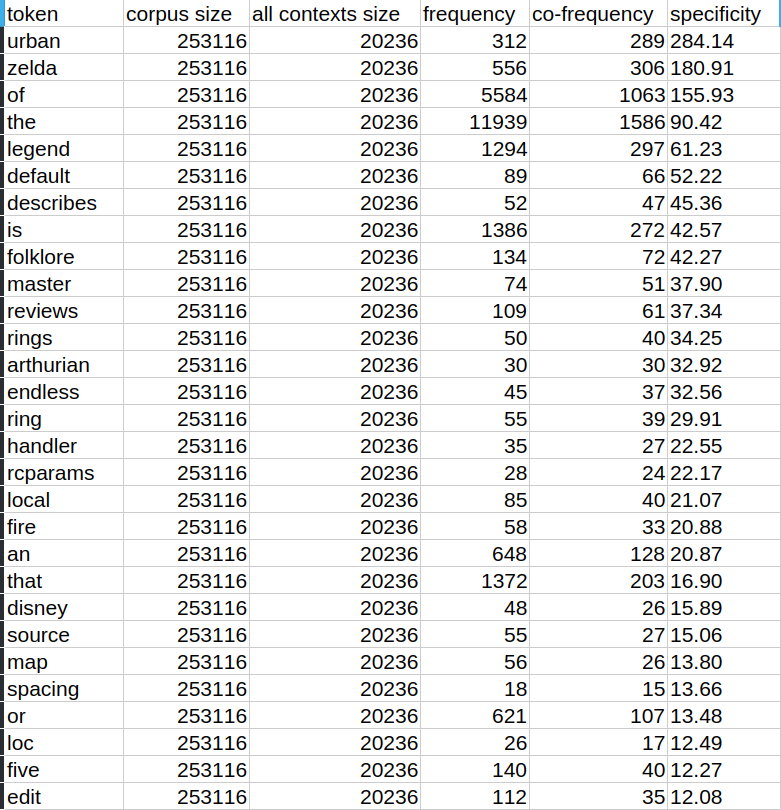 token corpus size all contexts size frequency co-frequency specificity
urban 253116 20236 312 289 284.14
zelda 253116 20236 556 306 180.91
of 253116 20236 5584 1063 155.93
the 253116 20236 11939 1586 90.42
legend 253116 20236 1294 297 61.23
default 253116 20236 89 66 52.22
describes 253116 20236 52 47 45.36
is 253116 20236 1386 272 42.57
folklore 253116 20236 134 72 42.27
master 253116 20236 74 51 37.90
reviews 253116 20236 109 61 37.34
rings 253116 20236 50 40 34.25
arthurian 253116 20236 30 30 32.92
endless 253116 20236 45 37 32.56
ring 253116 20236 55 39 29.91
handler 253116 20236 35 27 22.55
rcparams 253116 20236 28 24 22.17
local 253116 20236 85 40 21.07
fire 253116 20236 58 33 20.88
an 253116 20236 648 128 20.87
that 253116 20236 1372 203 16.90
disney 253116 20236 48 26 15.89
source 253116 20236 55 27 15.06
map 253116 20236 56 26 13.80
spacing 253116 20236 18 15 13.66
or 253116 20236 621 107 13.48
loc 253116 20236 26 17 12.49
five 253116 20236 140 40 12.27
edit 253116 20236 112 35 12.08